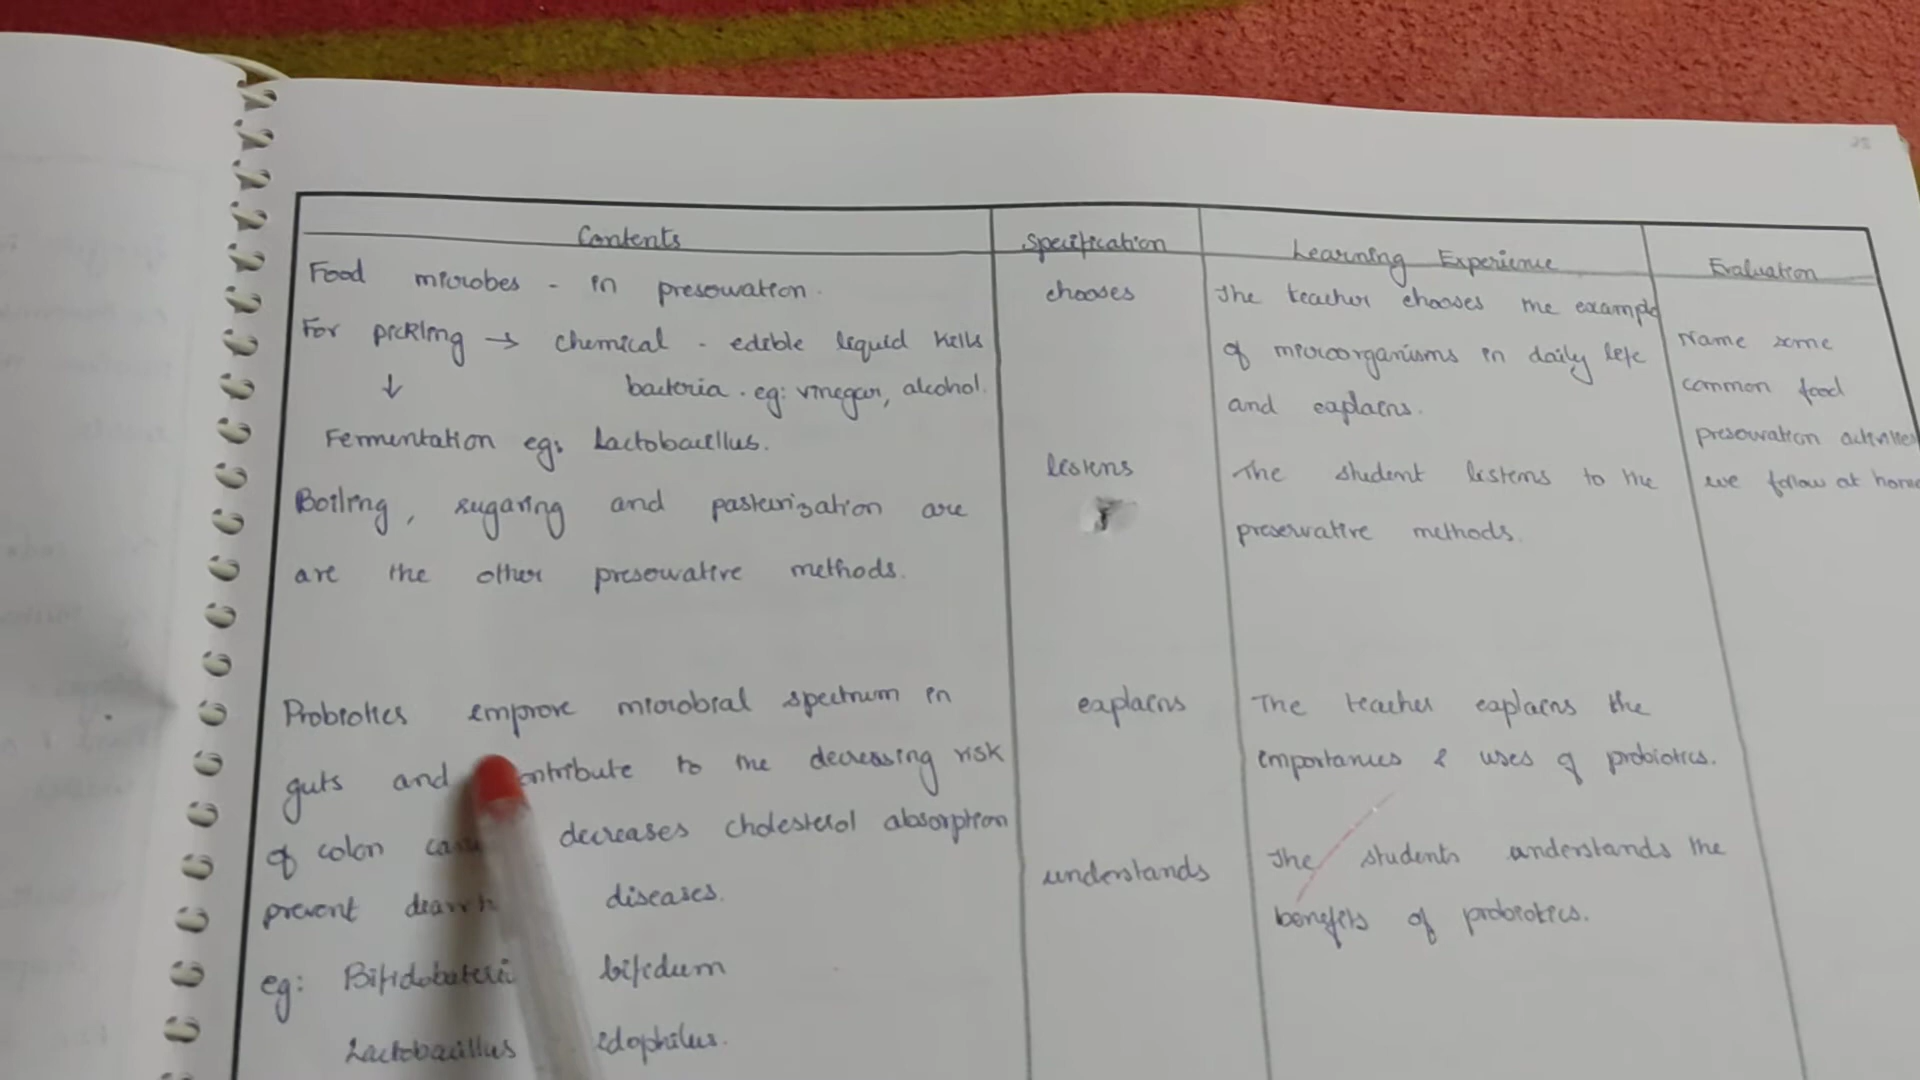 Contents
Food microbes - in preservation.
For pickling → chemical - edible liquid kills
↓ bacteria. eg: vinegar, alcohol.
Fermentation eg: Lactobacillus.
Boiling, sugaring and pasteurization are
are the other preservative methods.
Probiotics improve microbial spectrum in
guts and contribute to the decreasing risk
of colon decreases cholesterol absorption
prevent diseases.
eg: bifidum
Lactobacillus
Specification
chooses
listens
explains
understands
Learning Experience
The teacher chooses the example
of microorganisms in daily life
and explains.
The student listens to the
preservative methods.
The teacher explains the
importances & uses of probiotics.
The students understands the
benefits of probiotics.
Evaluation
Name some
common food
preservation activities
we follow at home